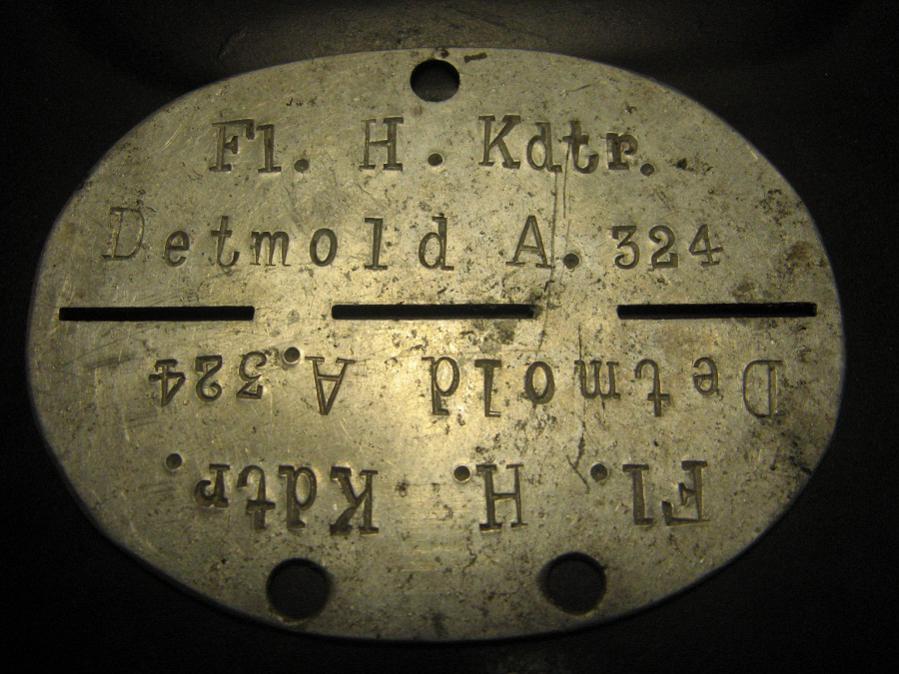 Fl. H. Kdtr.
Detmold A. 324
Fl. H. Kdtr.
Detmold A. 324